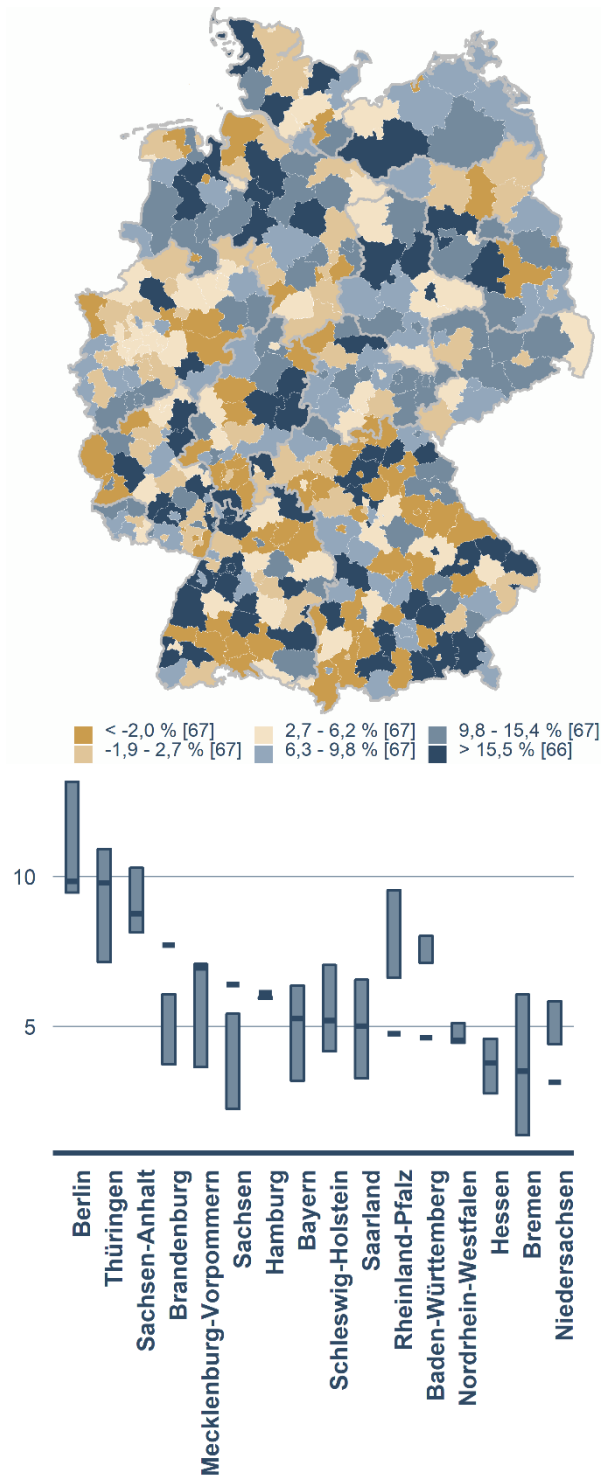 < -2,0 % [67] 2,7 - 6,2 % [67] 9,8 - 15,4 % [67]
-1,9 - 2,7 % [67] 6,3 - 9,8 % [67] > 15,5 % [66]
10
5
Berlin
Thüringen
Sachsen-Anhalt
Brandenburg
Mecklenburg-Vorpommern
Sachsen
Hamburg
Bayern
Schleswig-Holstein
Saarland
Rheinland-Pfalz
Baden-Württemberg
Nordrhein-Westfalen
Hessen
Bremen
Niedersachsen